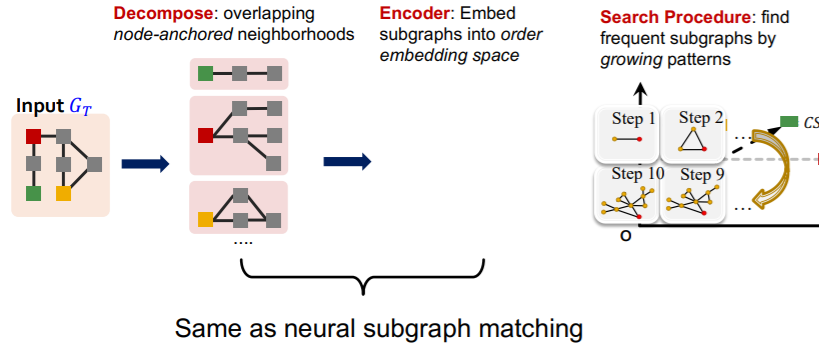 Decompose: overlapping
node-anchored neighborhoods
Encoder: Embed
subgraphs into order
embedding space
Search Procedure: find
frequent subgraphs by
growing patterns
Input G_T
Step 1
Step 2
...
CS
Step 10
Step 9
...
O
....
Same as neural subgraph matching